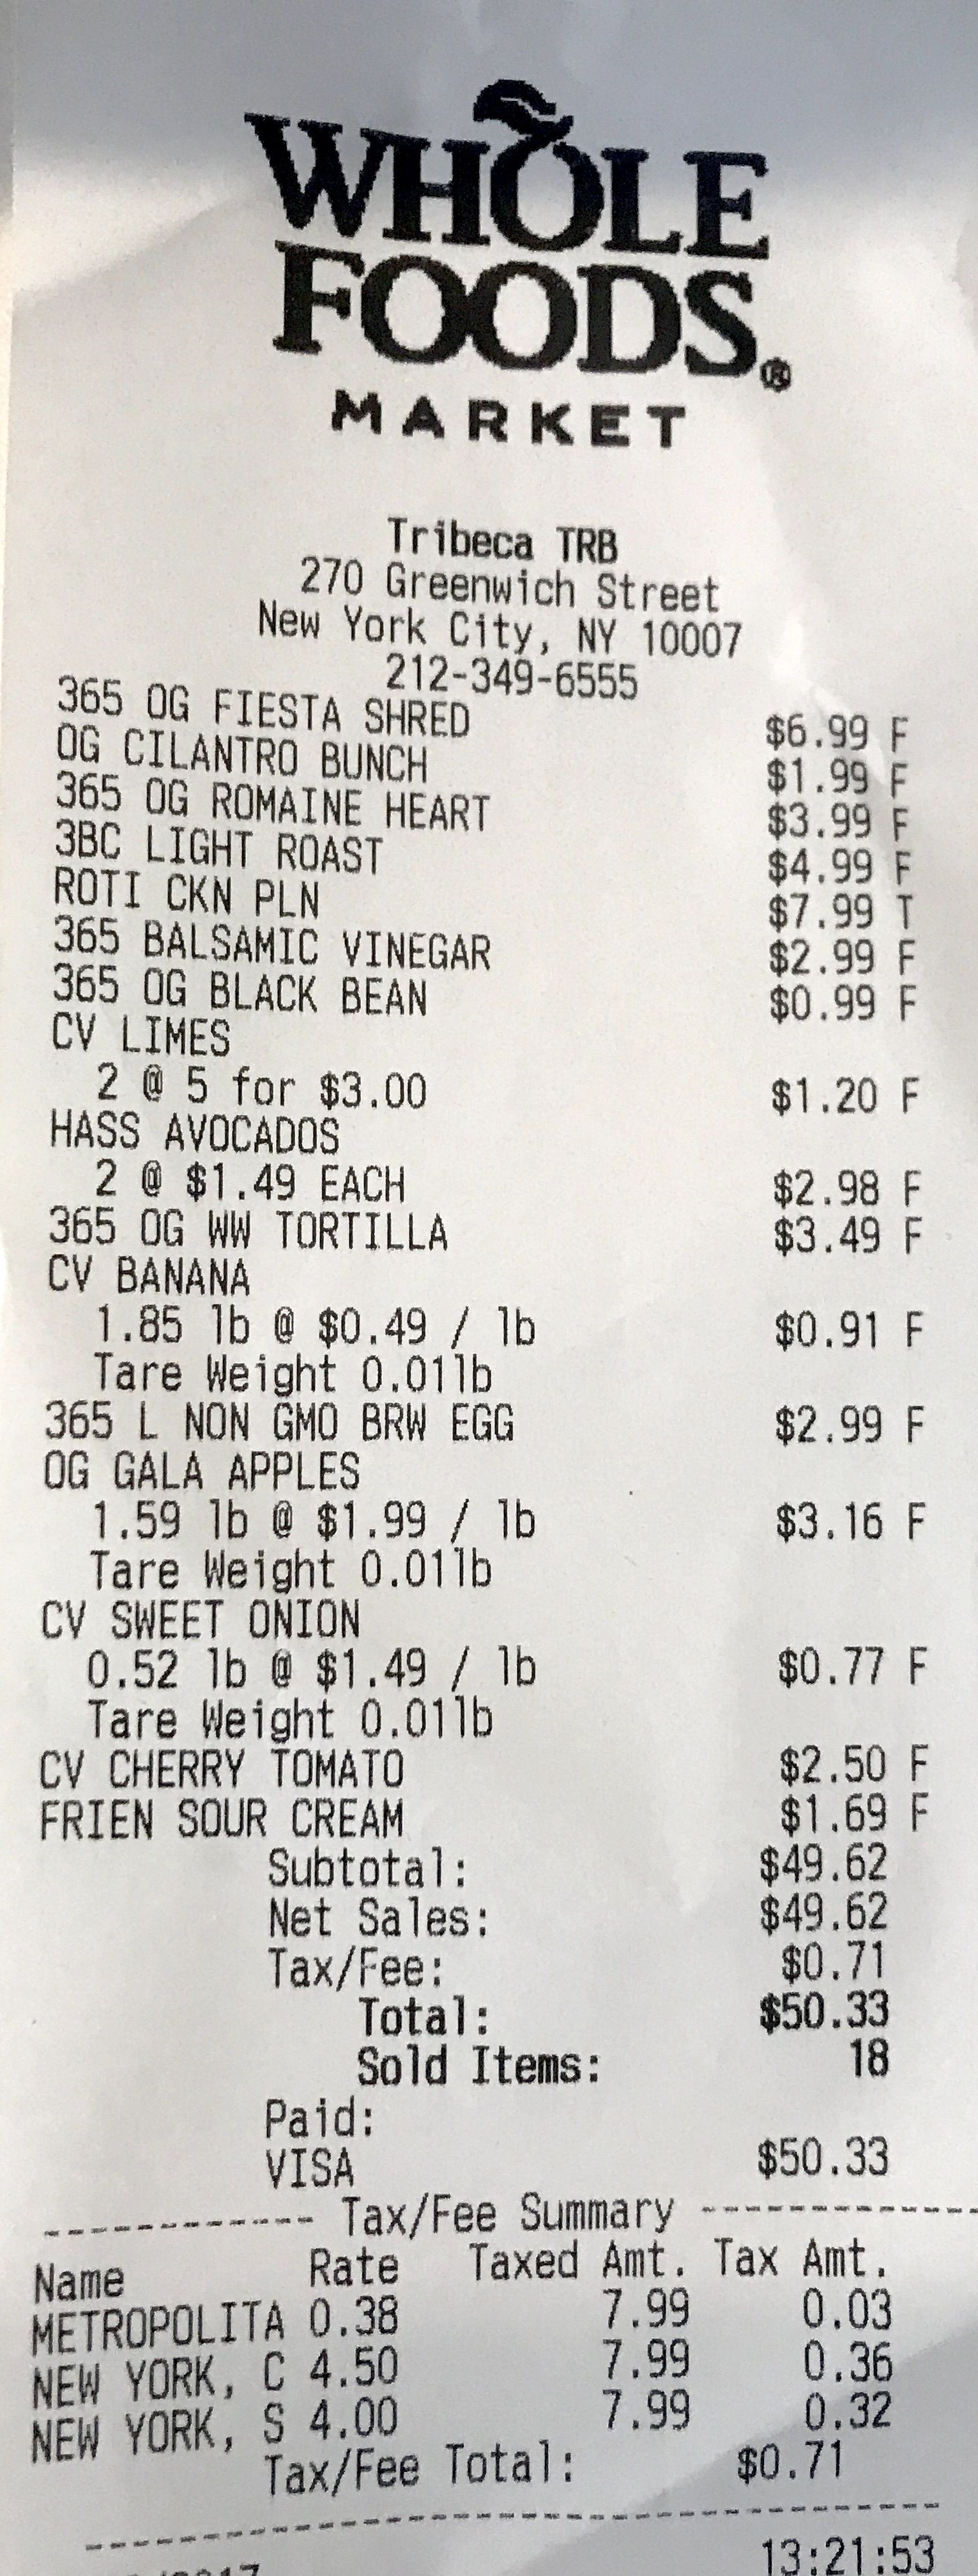 WHOLE
FOODS®
MARKET
Tribeca TRB
270 Greenwich Street
New York City, NY 10007
212-349-6555
365 OG FIESTA SHRED $6.99 F
OG CILANTRO BUNCH $1.99 F
365 OG ROMAINE HEART $3.99 F
3BC LIGHT ROAST $4.99 F
ROTI CKN PLN $7.99 T
365 BALSAMIC VINEGAR $2.99 F
365 OG BLACK BEAN $0.99 F
CV LIMES
2 @ 5 for $3.00 $1.20 F
HASS AVOCADOS
2 @ $1.49 EACH $2.98 F
365 OG WW TORTILLA $3.49 F
CV BANANA
1.85 lb @ $0.49 / lb $0.91 F
Tare Weight 0.01lb
365 L NON GMO BRW EGG $2.99 F
OG GALA APPLES
1.59 lb @ $1.99 / lb $3.16 F
Tare Weight 0.01lb
CV SWEET ONION
0.52 lb @ $1.49 / lb $0.77 F
Tare Weight 0.01lb
CV CHERRY TOMATO $2.50 F
FRIEN SOUR CREAM $1.69 F
Subtotal: $49.62
Net Sales: $49.62
Tax/Fee: $0.71
Total: $50.33
Sold Items: 18
Paid:
VISA $50.33
------------ Tax/Fee Summary ------------
Name Rate Taxed Amt. Tax Amt.
METROPOLITA 0.38 7.99 0.03
NEW YORK, C 4.50 7.99 0.36
NEW YORK, S 4.00 7.99 0.32
Tax/Fee Total: $0.71
13:21:53